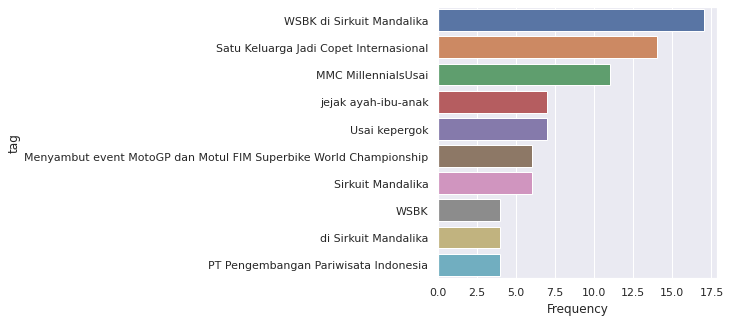 WSBK di Sirkuit Mandalika
Satu Keluarga Jadi Copet Internasional
MMC MillennialsUsai
jejak ayah-ibu-anak
Usai kepergok
Menyambut event MotoGP dan Motul FIM Superbike World Championship
Sirkuit Mandalika
WSBK
di Sirkuit Mandalika
PT Pengembangan Pariwisata Indonesia
tag
0.0 2.5 5.0 7.5 10.0 12.5 15.0 17.5
Frequency